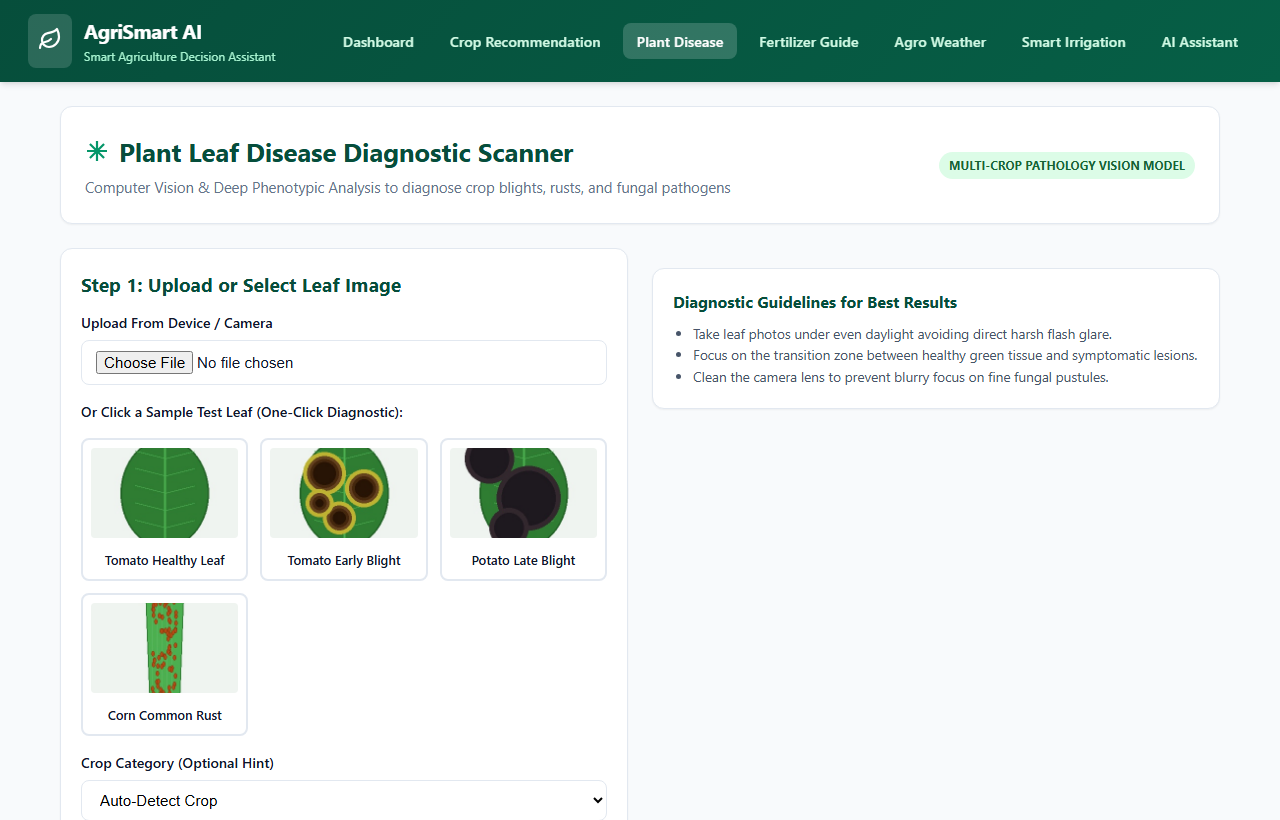 AgriSmart AI
Smart Agriculture Decision Assistant
Dashboard
Crop Recommendation
Plant Disease
Fertilizer Guide
Agro Weather
Smart Irrigation
AI Assistant
Plant Leaf Disease Diagnostic Scanner
Computer Vision & Deep Phenotypic Analysis to diagnose crop blights, rusts, and fungal pathogens
MULTI-CROP PATHOLOGY VISION MODEL
Step 1: Upload or Select Leaf Image
Upload From Device / Camera
Choose File No file chosen
Or Click a Sample Test Leaf (One-Click Diagnostic):
Tomato Healthy Leaf
Tomato Early Blight
Potato Late Blight
Corn Common Rust
Crop Category (Optional Hint)
Auto-Detect Crop
Diagnostic Guidelines for Best Results
Take leaf photos under even daylight avoiding direct harsh flash glare.
Focus on the transition zone between healthy green tissue and symptomatic lesions.
Clean the camera lens to prevent blurry focus on fine fungal pustules.